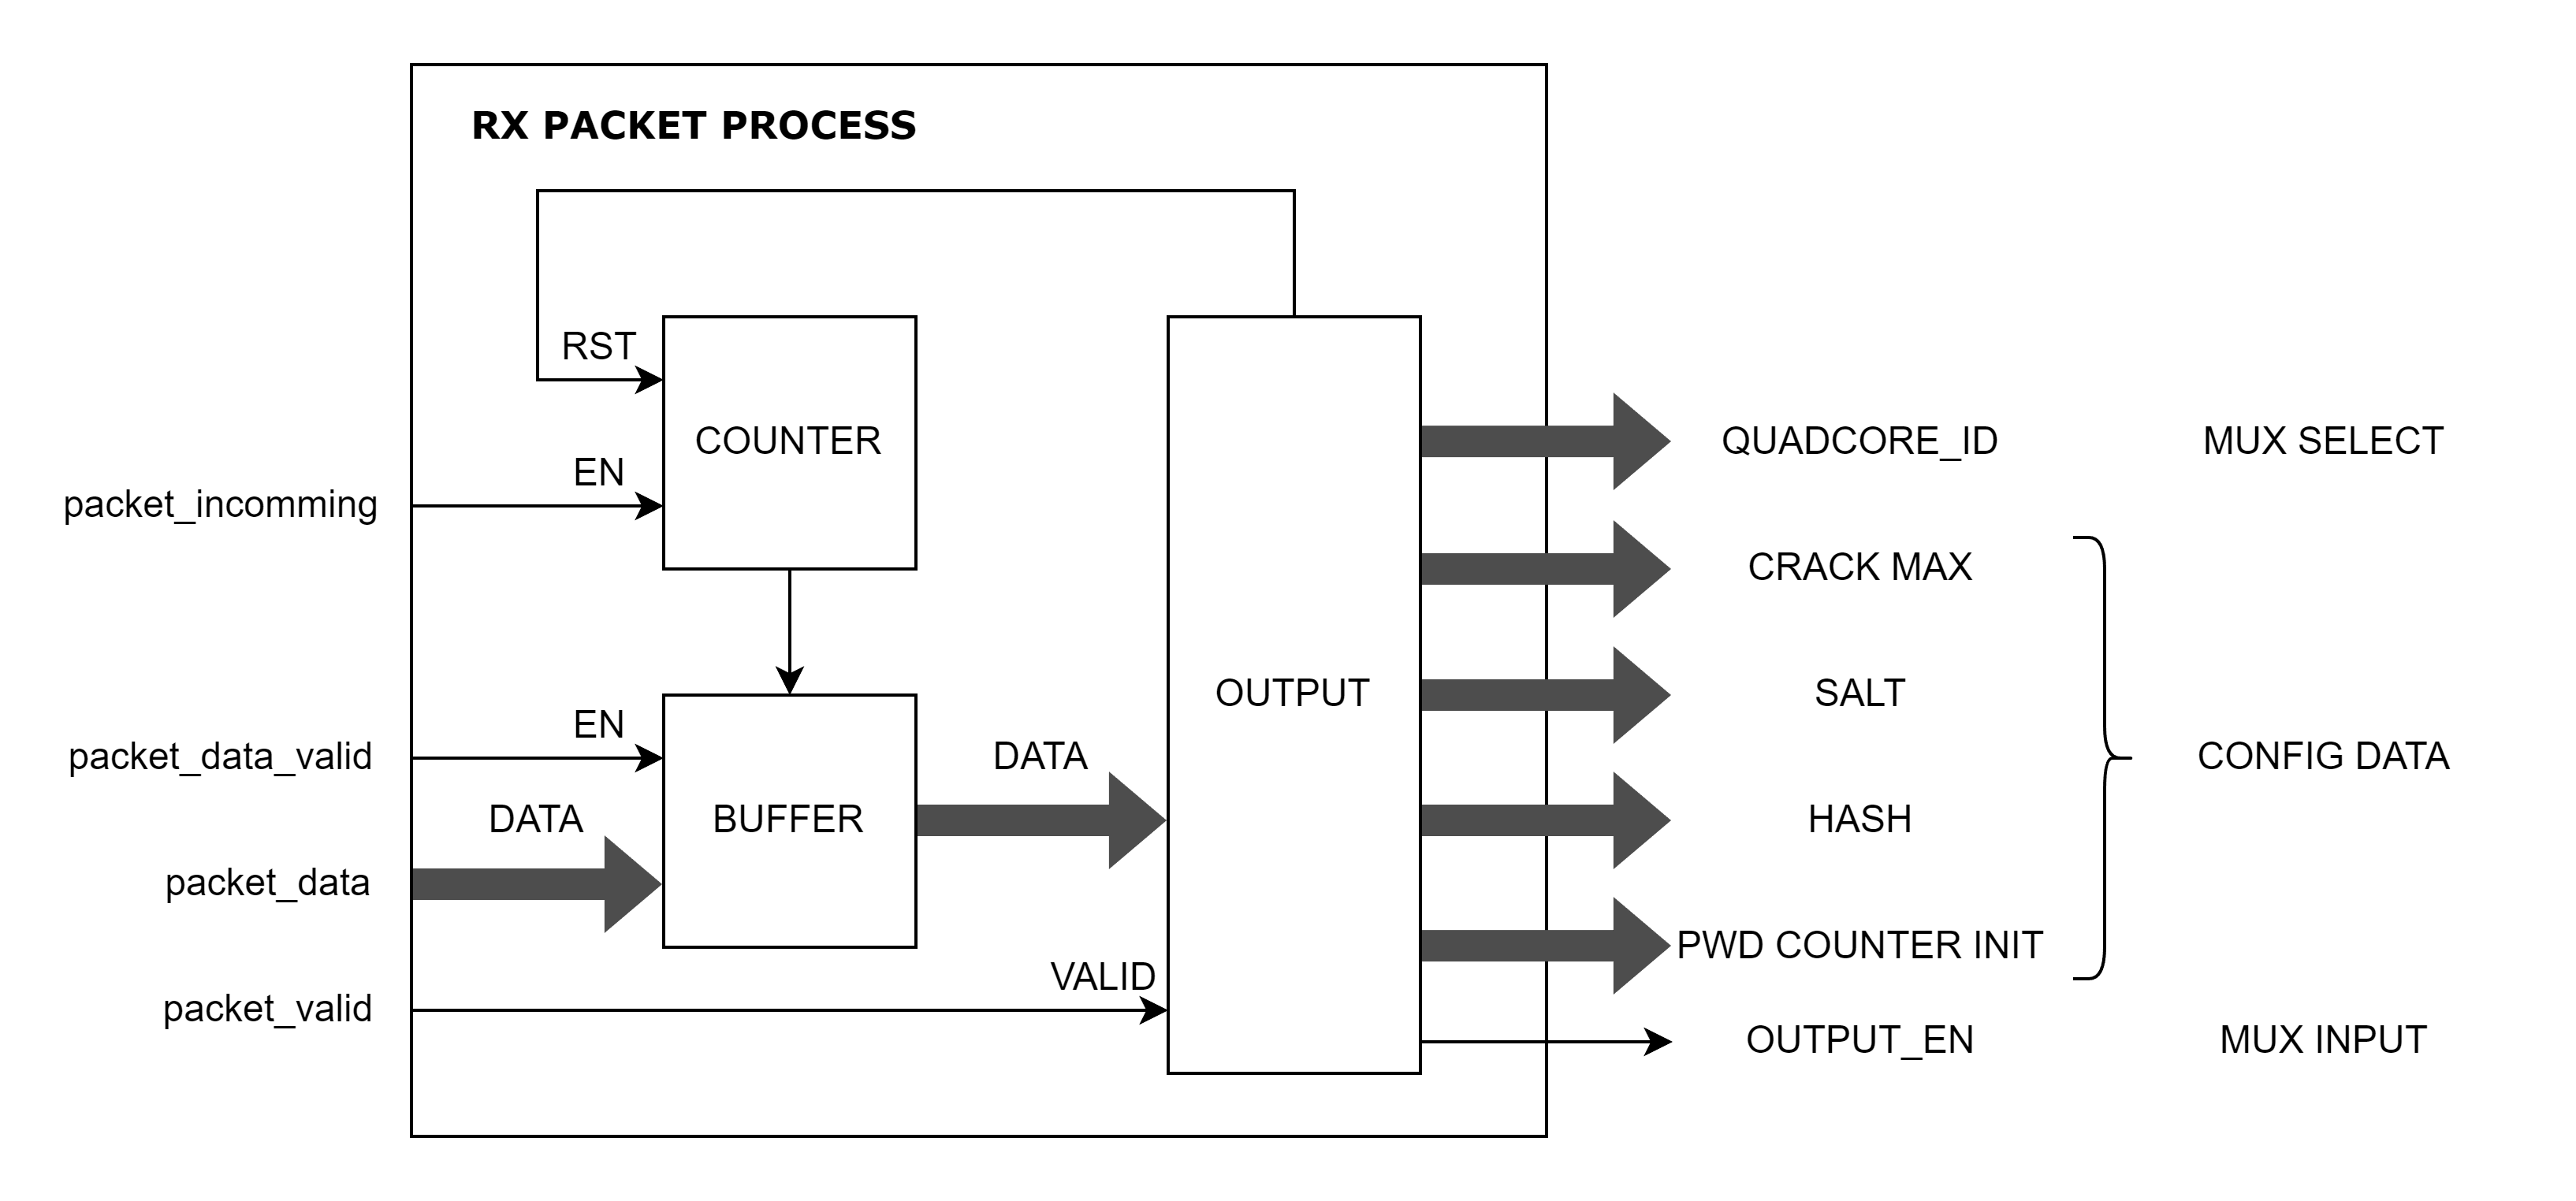 RX PACKET PROCESS
RST
COUNTER
EN
packet_incomming
QUADCORE_ID
MUX SELECT
CRACK MAX
SALT
OUTPUT
EN
packet_data_valid
DATA
CONFIG DATA
DATA
BUFFER
HASH
packet_data
PWD COUNTER INIT
VALID
packet_valid
OUTPUT_EN
MUX INPUT